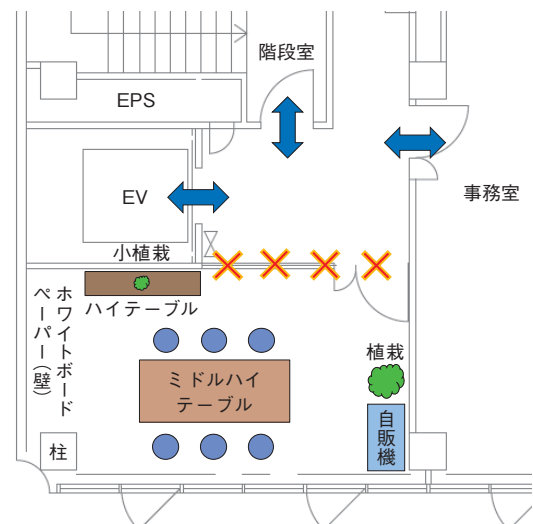 階段室
EPS
EV
事務室
小植栽
ハイテーブル
ホワイトボード
ペーパー(壁)
植栽
ミドルハイ
テーブル
自販機
柱